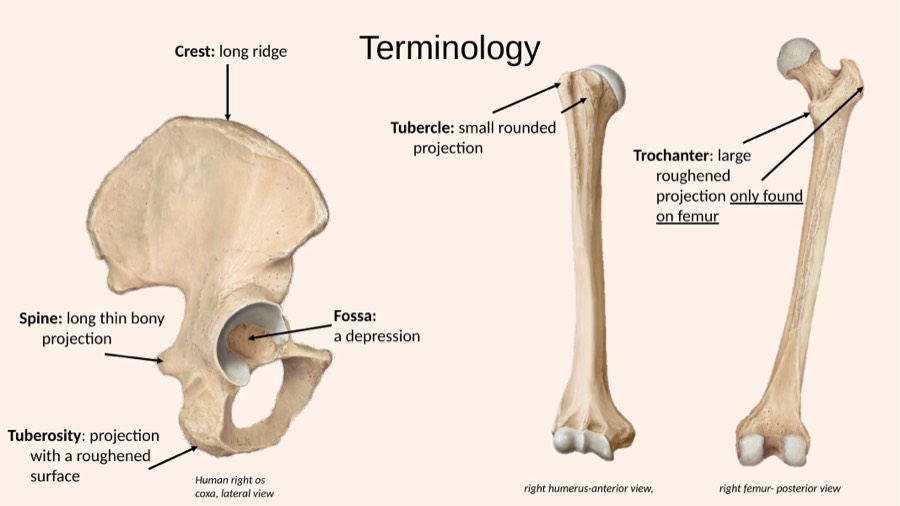 Terminology
Crest: long ridge
Tubercle: small rounded
projection
Trochanter: large
roughened
projection only found
on femur
Spine: long thin bony
projection
Fossa:
a depression
Tuberosity: projection
with a roughened
surface
Human right os
coxa, lateral view
right humerus-anterior view,
right femur- posterior view